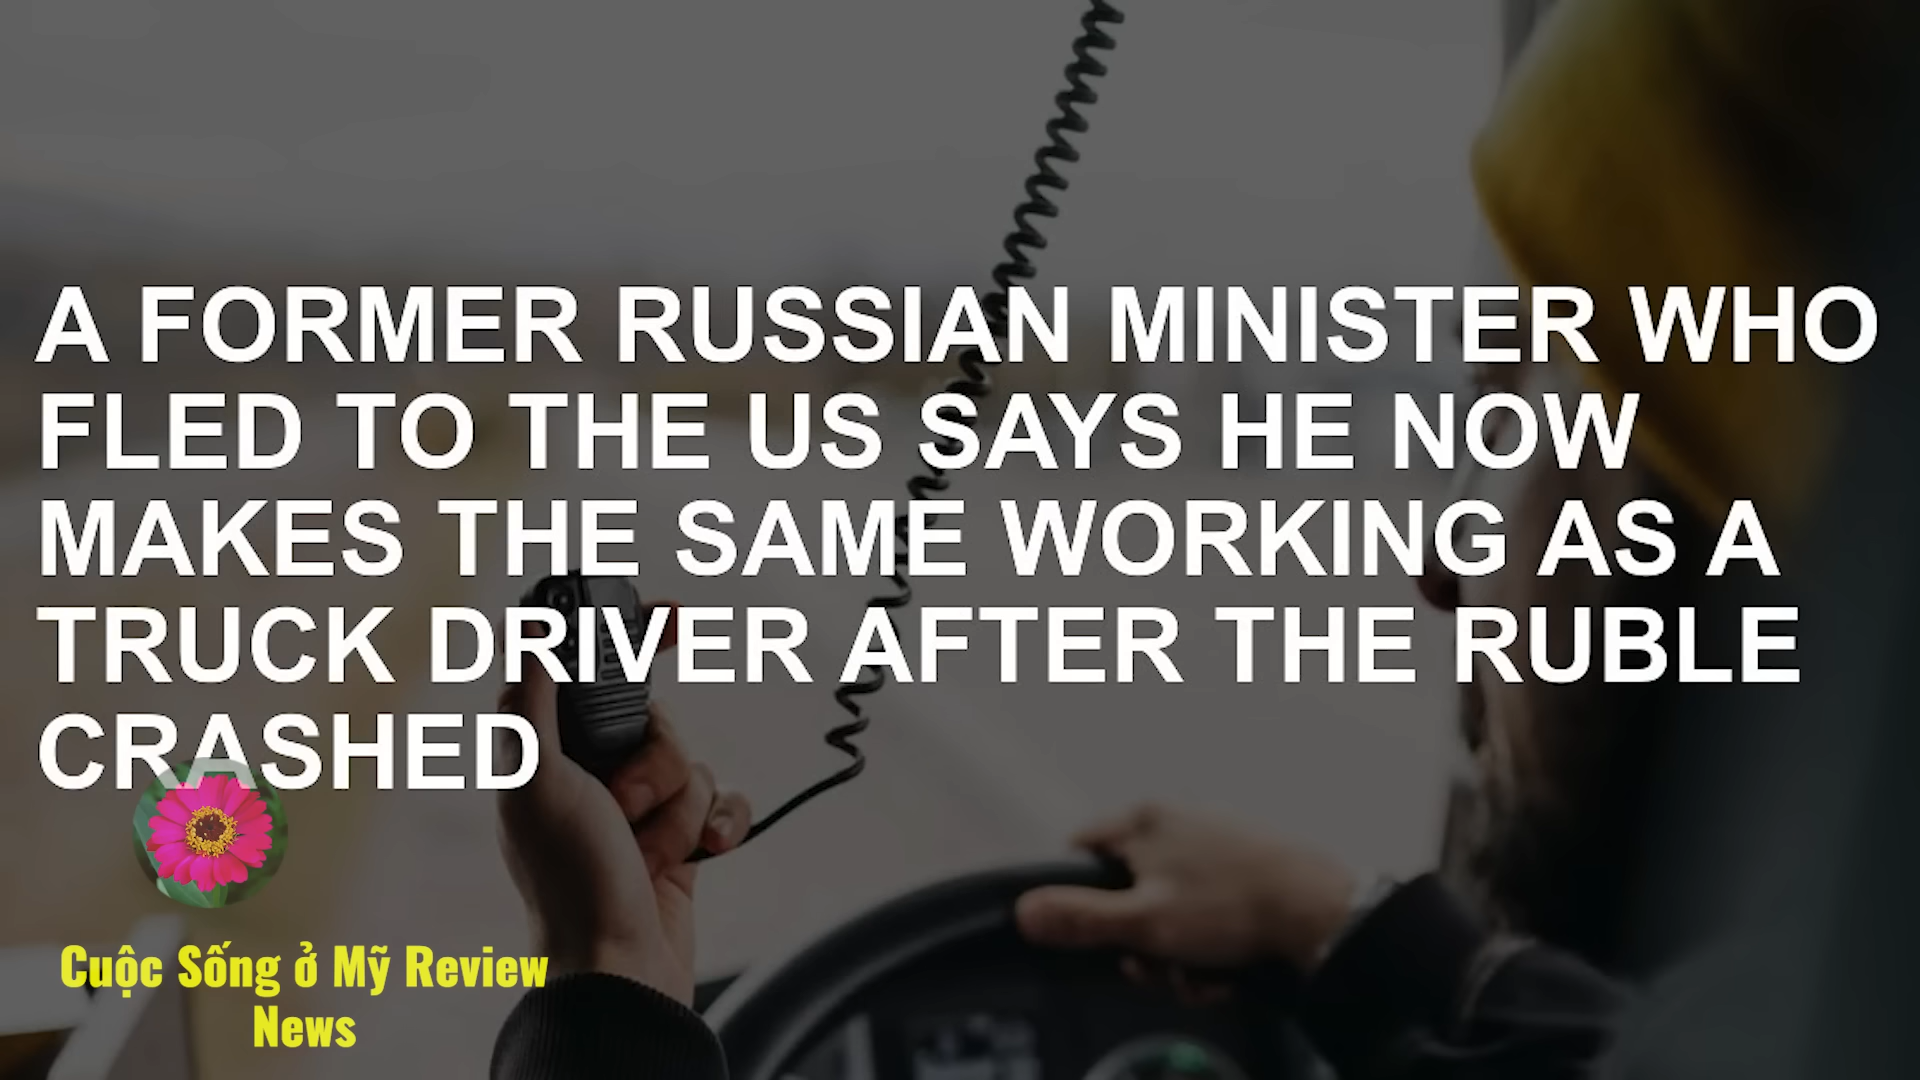 A FORMER RUSSIAN MINISTER WHO
FLED TO THE US SAYS HE NOW
MAKES THE SAME WORKING AS A
TRUCK DRIVER AFTER THE RUBLE
CRASHED
Cuộc Sống ở Mỹ Review
News